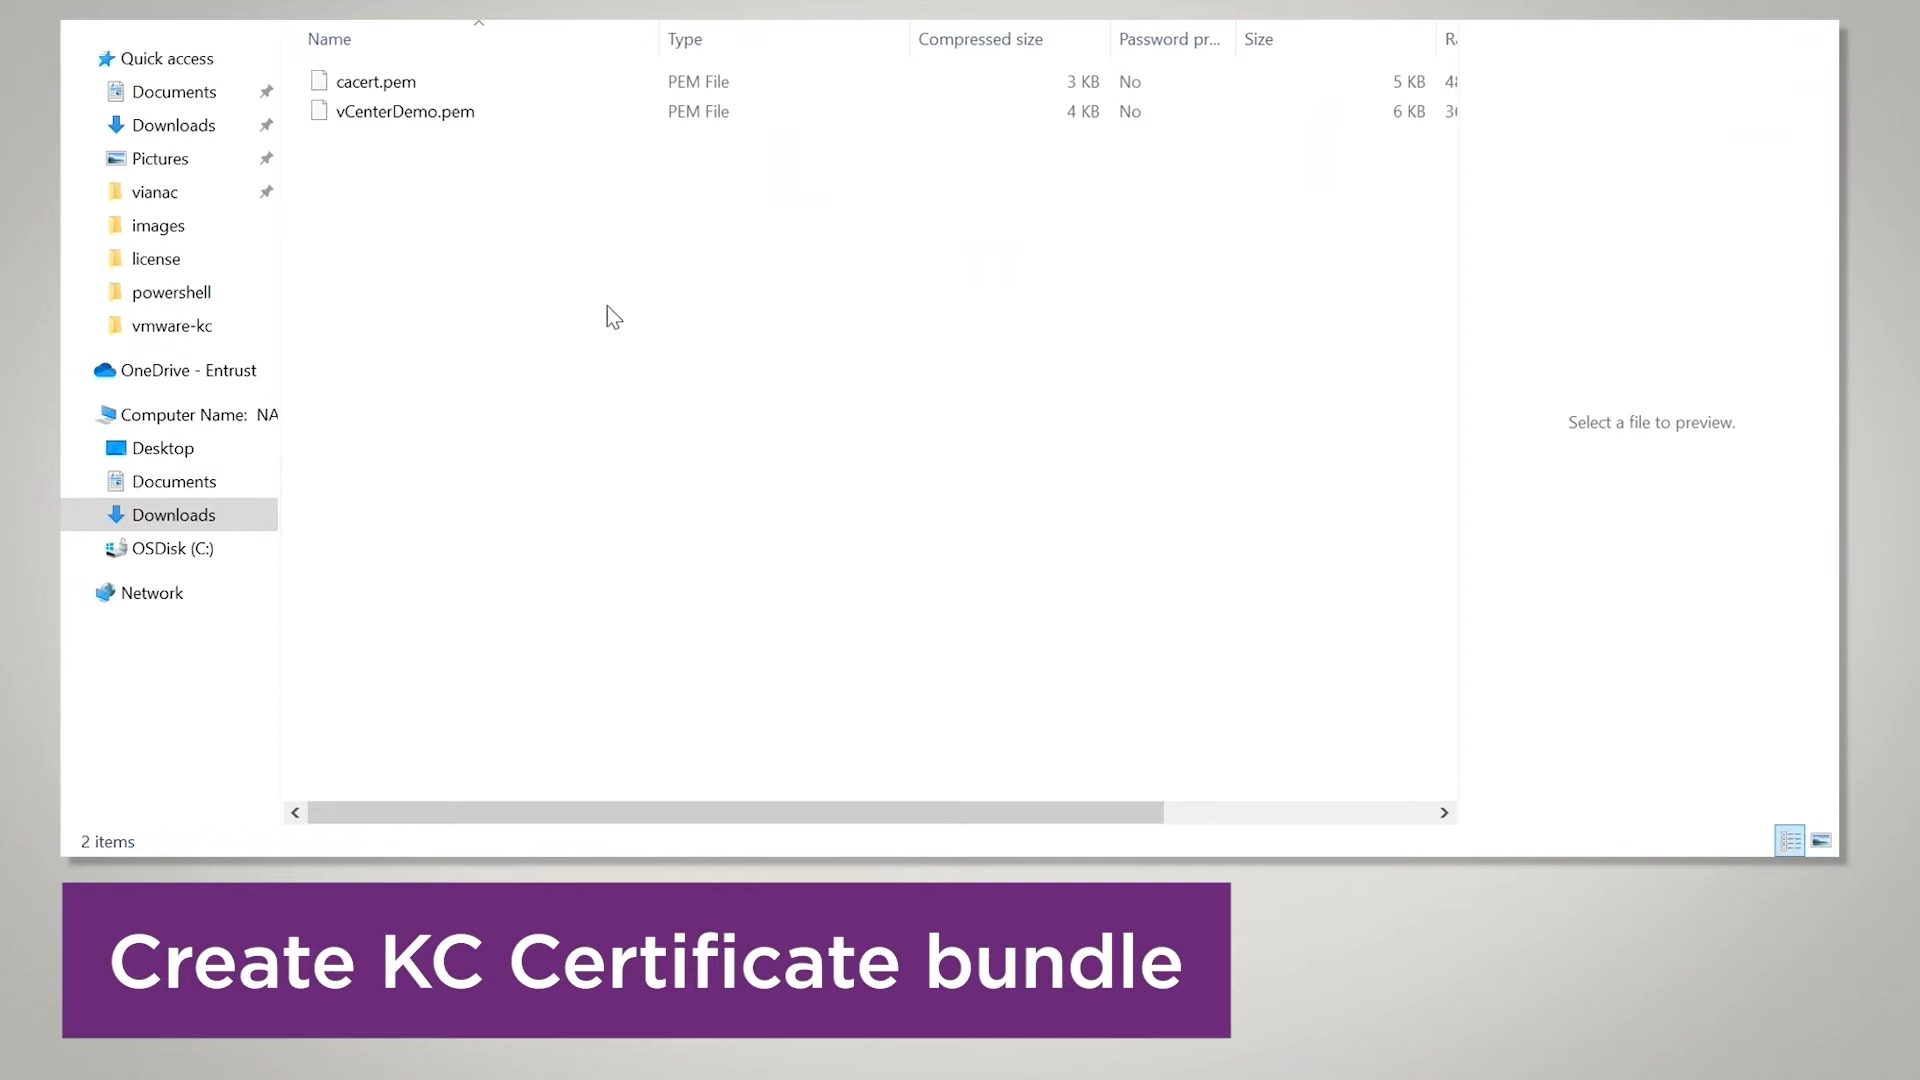 Name Type Compressed size Password pr... Size
cacert.pem PEM File 3 KB No 5 KB
vCenterDemo.pem PEM File 4 KB No 6 KB
Quick access
Documents
Downloads
Pictures
vianac
images
license
powershell
vmware-kc
OneDrive - Entrust
Computer Name: NA
Desktop
Documents
Downloads
OSDisk (C:)
Network
Select a file to preview.
2 items
Create KC Certificate bundle